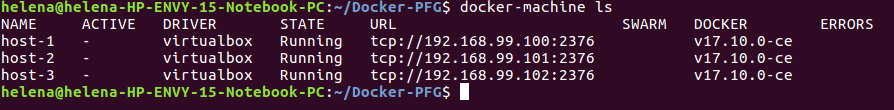 helena@helena-HP-ENVY-15-Notebook-PC:~/Docker-PFG$ docker-machine ls
NAME     ACTIVE   DRIVER       STATE     URL                         SWARM   DOCKER        ERRORS
host-1   -        virtualbox   Running   tcp://192.168.99.100:2376           v17.10.0-ce
host-2   -        virtualbox   Running   tcp://192.168.99.101:2376           v17.10.0-ce
host-3   -        virtualbox   Running   tcp://192.168.99.102:2376           v17.10.0-ce
helena@helena-HP-ENVY-15-Notebook-PC:~/Docker-PFG$